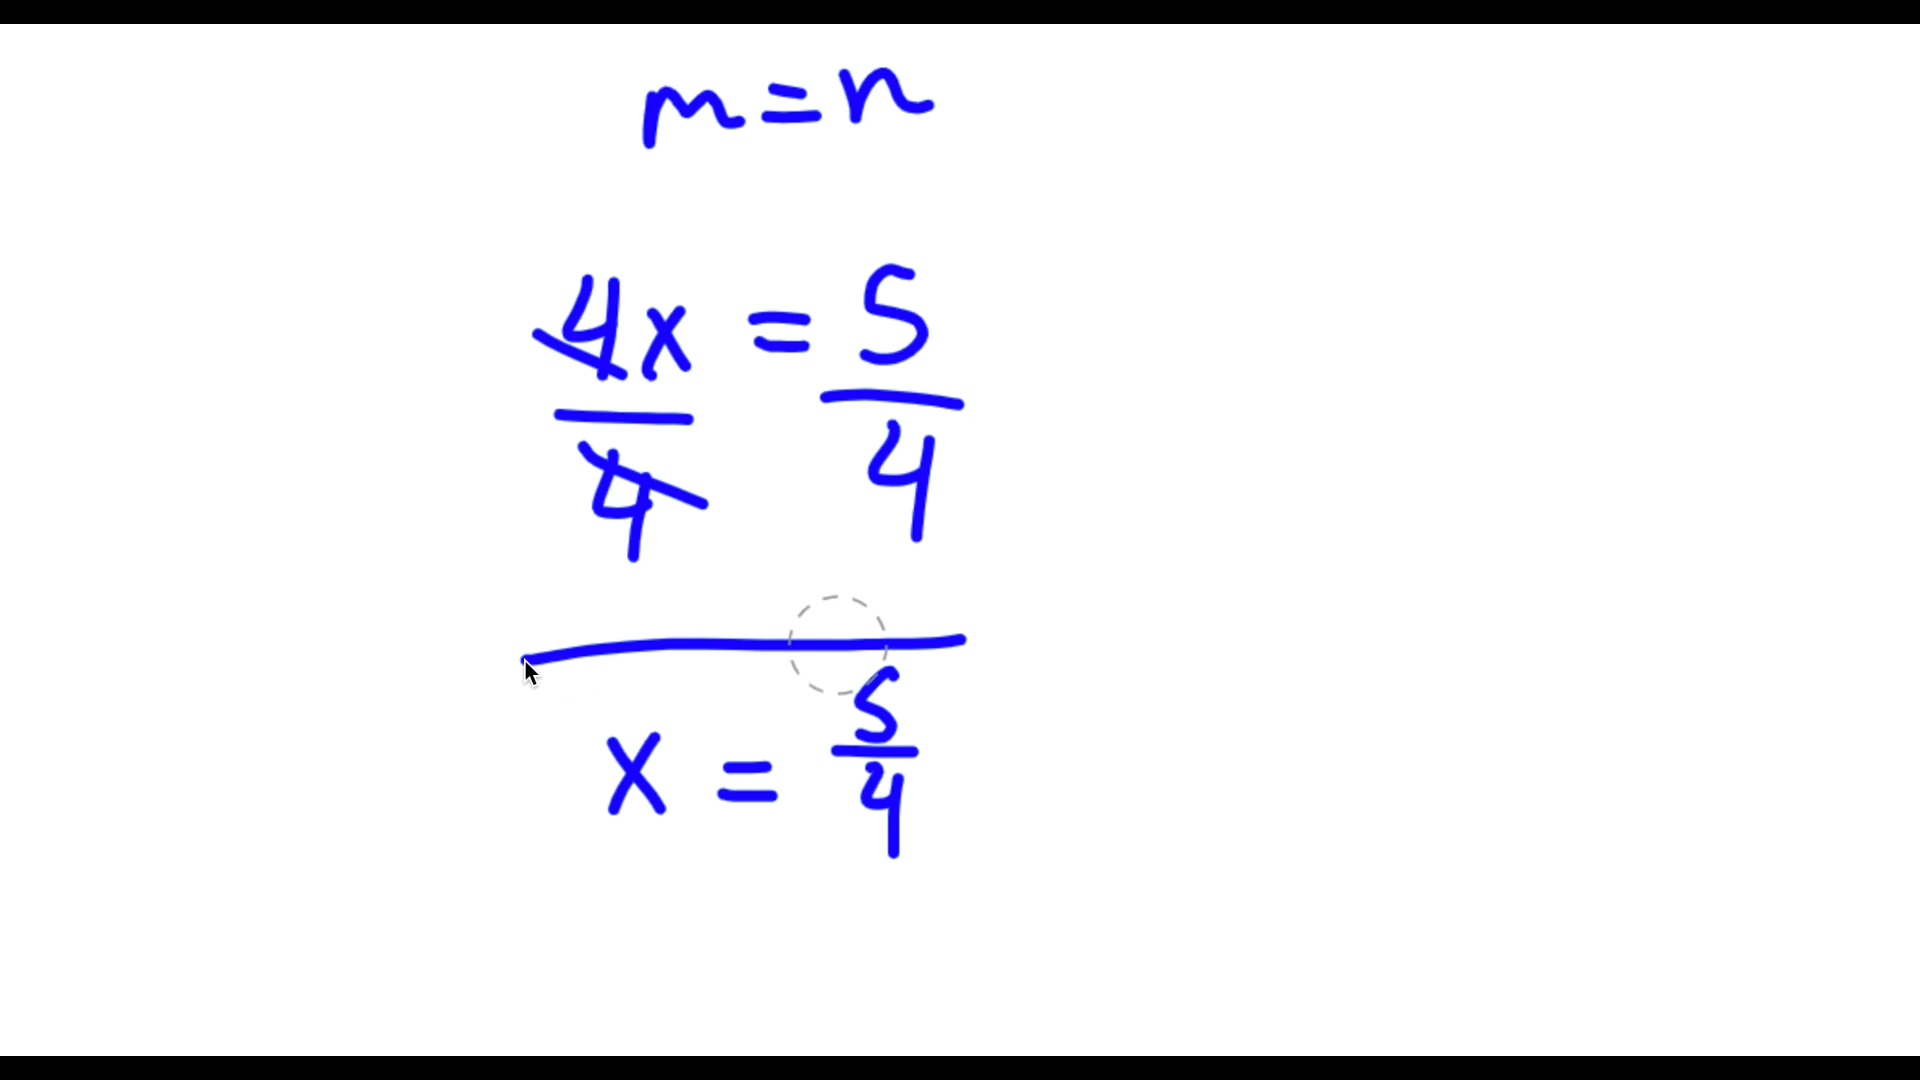 m = n
4x = 5
4 4
x = 5/4